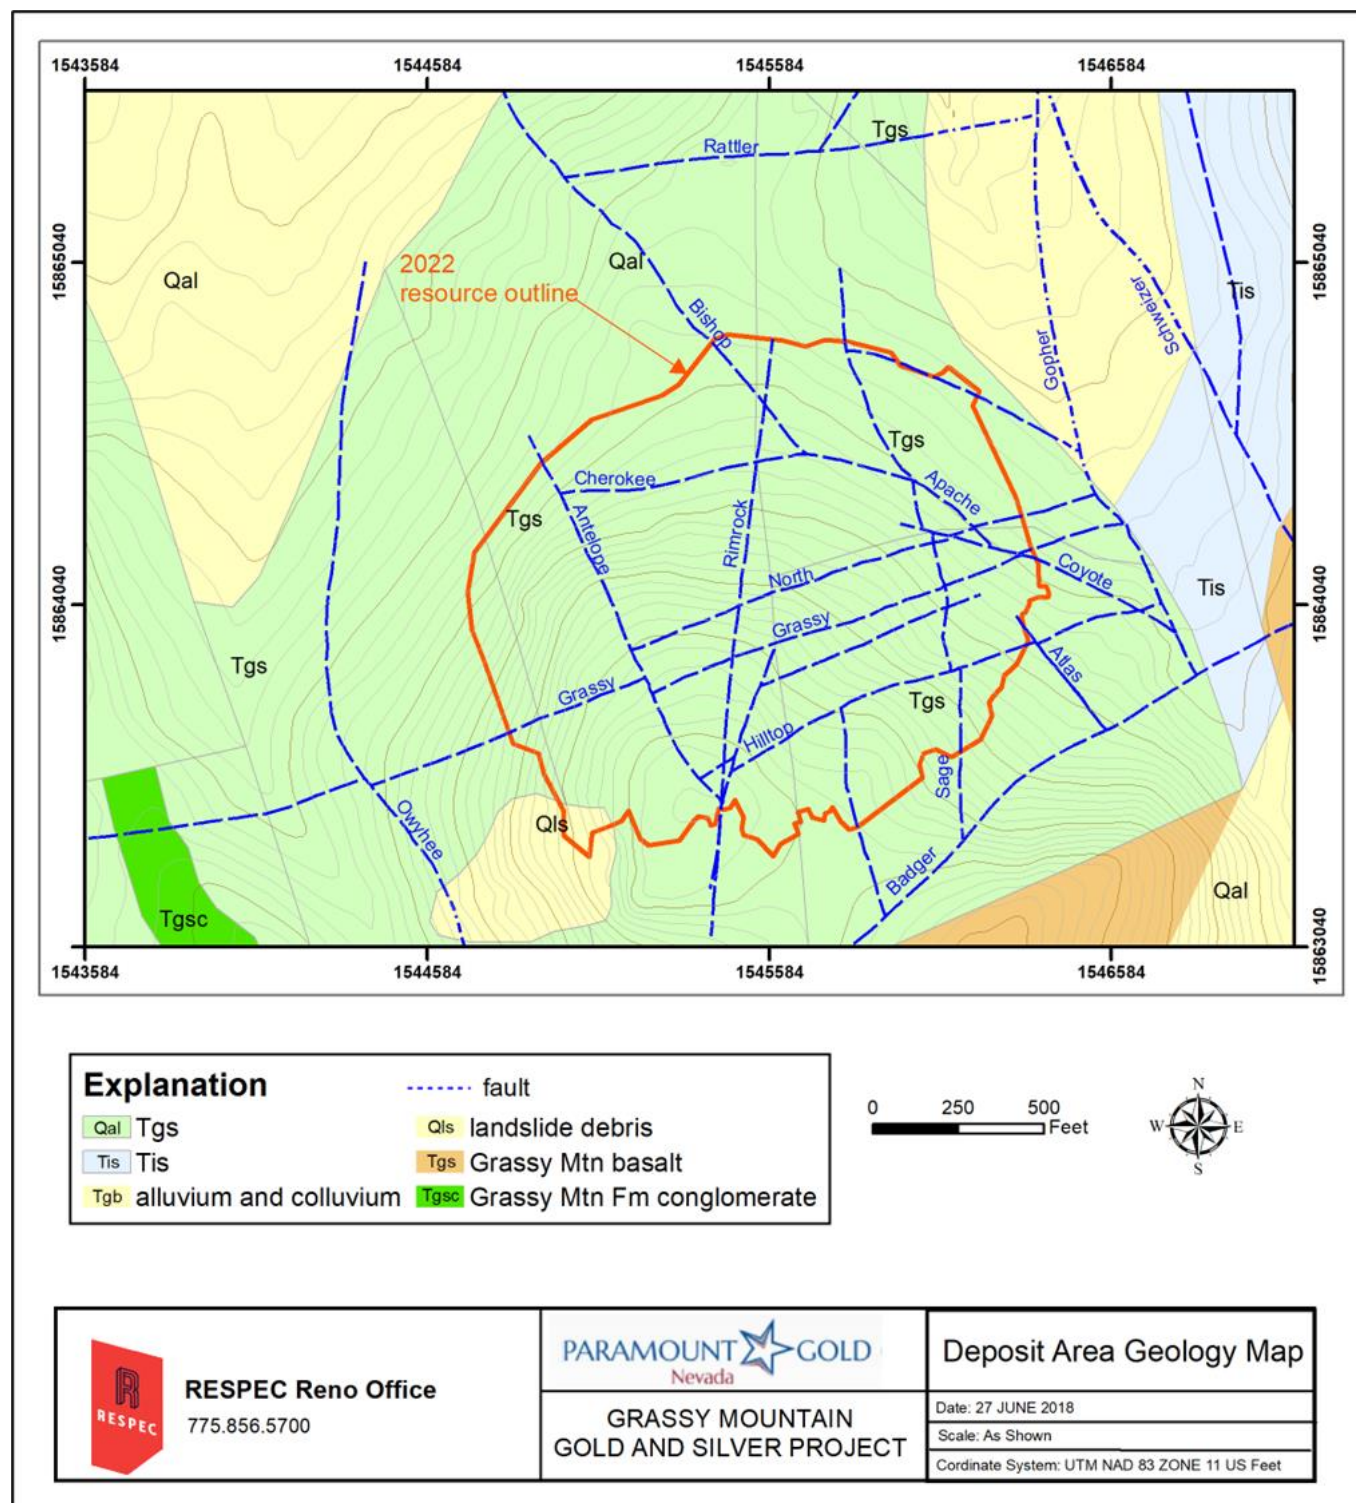 1543584 1544584 1545584 1546584
Tgs
Rattler
15865040 15865040
Qal
Qal
2022
resource outline
Tis
Bishop
Gopher
Schweizer
Tgs
Cherokee
Apache
Tgs
Antelope
Rimrock
North
Coyote
Tis
15864040 15864040
Grassy
Tgs
Grassy
Atlas
Tgs
Hilltop
Sage
Owyhee
Qls
Badger
Qal
Tgsc
15863040
1543584 1544584 1545584 1546584
Explanation
fault
Qal Tgs
Qls landslide debris
Tis Tis
Tgs Grassy Mtn basalt
Tgb alluvium and colluvium
Tgsc Grassy Mtn Fm conglomerate
0 250 500
Feet
N
W E
S
RESPEC
RESPEC Reno Office
775.856.5700
PARAMOUNT GOLD
Nevada
GRASSY MOUNTAIN
GOLD AND SILVER PROJECT
Deposit Area Geology Map
Date: 27 JUNE 2018
Scale: As Shown
Cordinate System: UTM NAD 83 ZONE 11 US Feet